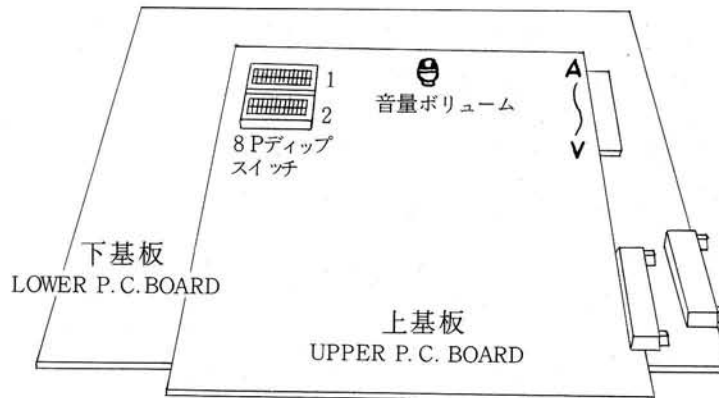 1
2
8Pディップ
スイッチ
音量ボリューム
A
V
下基板
LOWER P.C.BOARD
上基板
UPPER P.C. BOARD